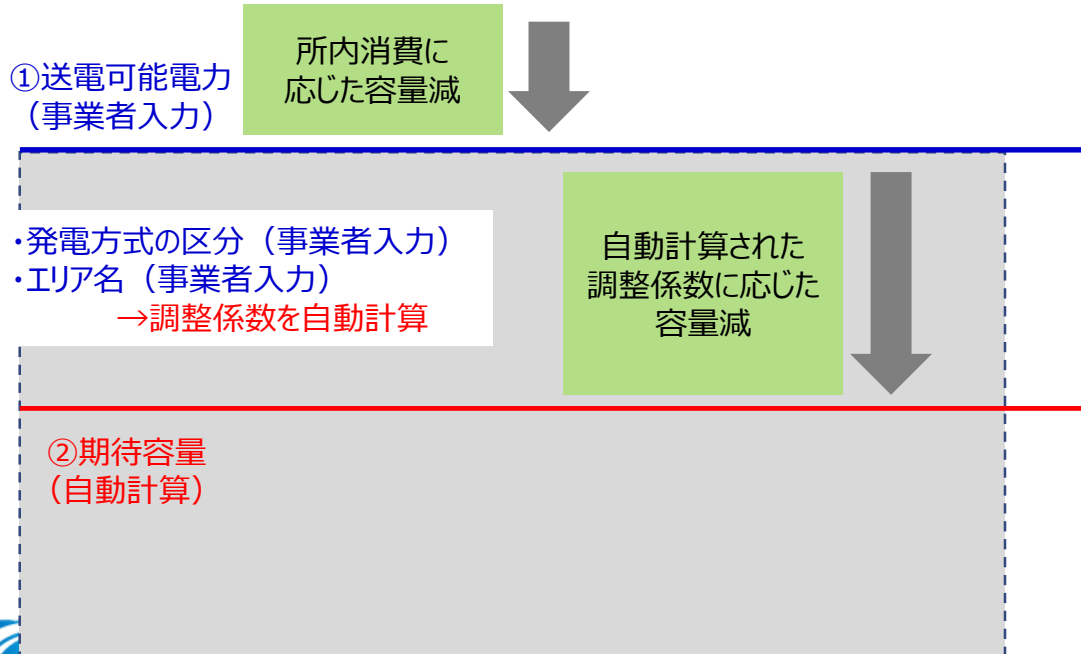 所内消費に
応じた容量減
①送電可能電力
（事業者入力）
・発電方式の区分（事業者入力）
・エリア名（事業者入力）
→調整係数を自動計算
自動計算された
調整係数に応じた
容量減
②期待容量
（自動計算）